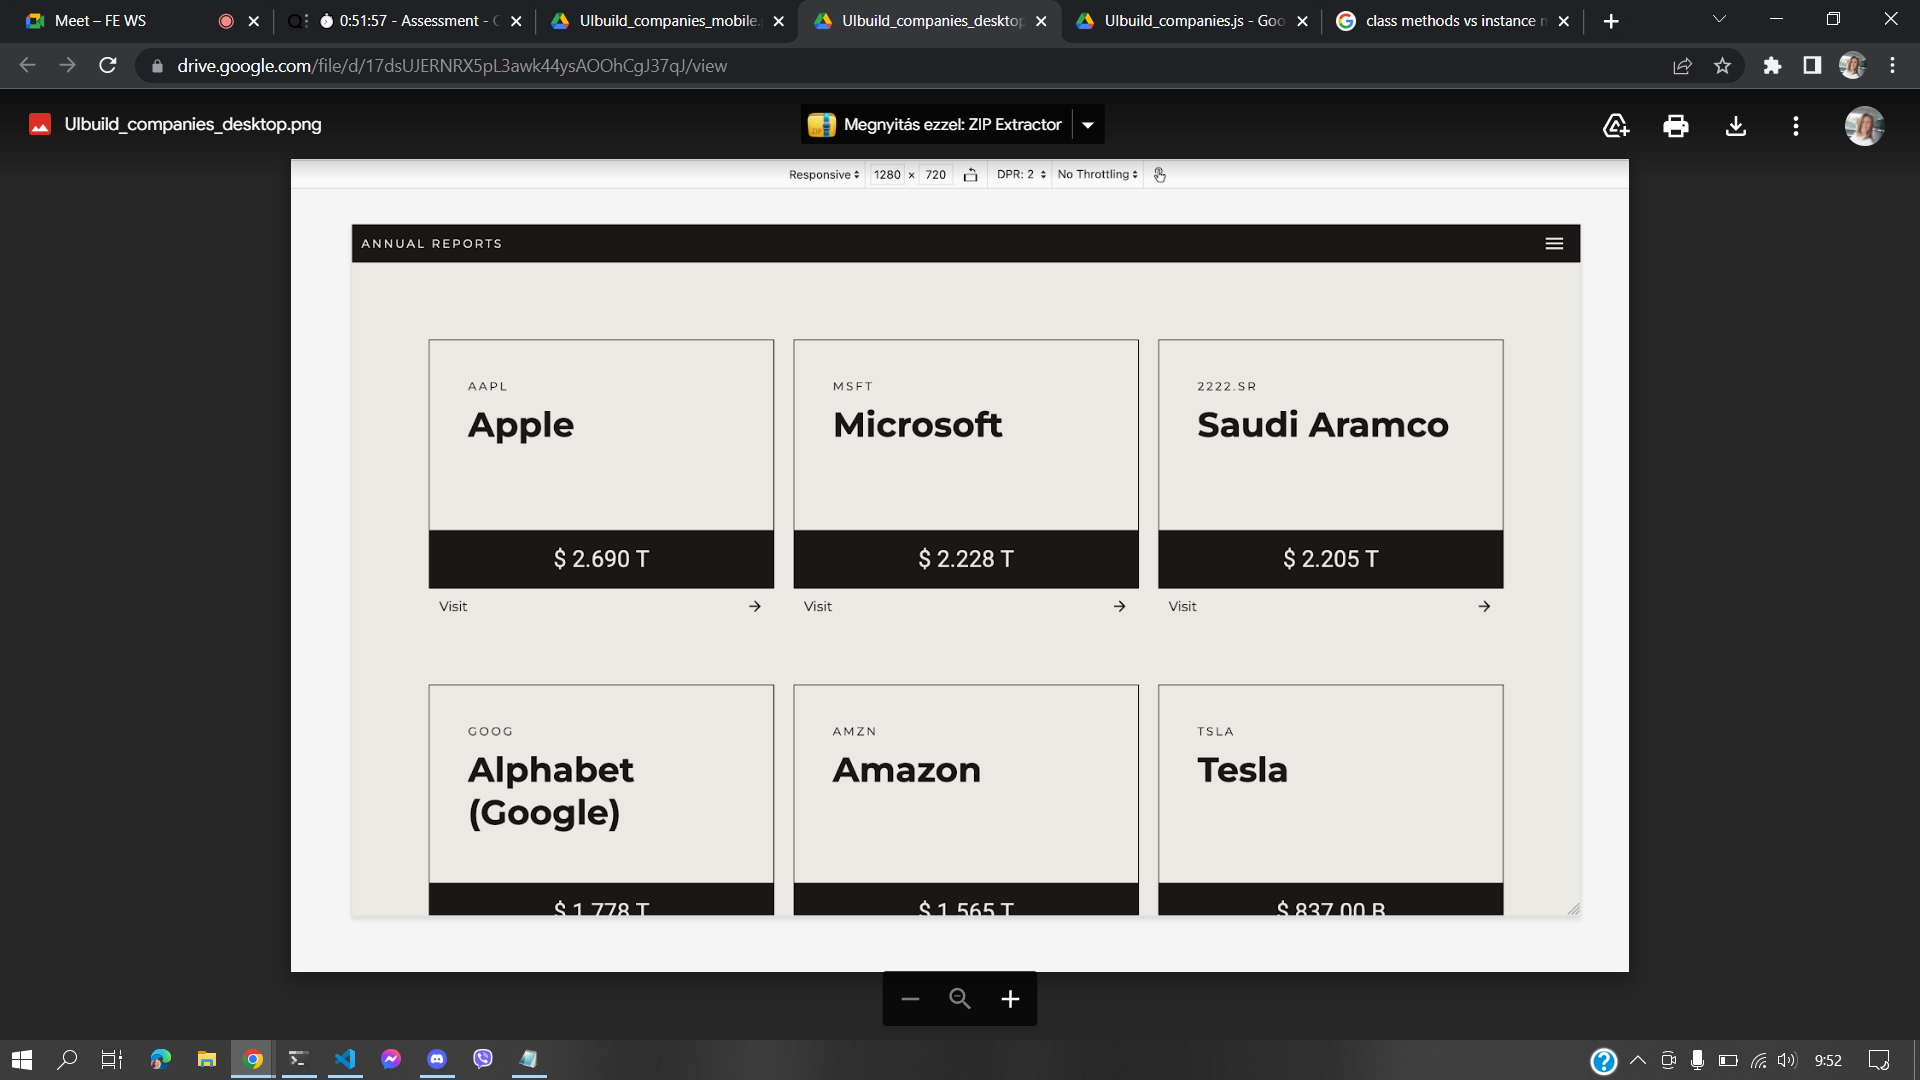 Meet – FE WS
0:51:57 - Assessment -
UIbuild_companies_mobile.
UIbuild_companies_desktop
UIbuild_companies.js - Goo
class methods vs instance
drive.google.com/file/d/17dsUJERNRX5pL3awk44ysAOOhCgJ37qJ/view
UIbuild_companies_desktop.png
Megnyitás ezzel: ZIP Extractor
Responsive 1280 × 720 DPR: 2 No Throttling
ANNUAL REPORTS
AAPL
Apple
$ 2.690 T
Visit →
MSFT
Microsoft
$ 2.228 T
Visit →
2222.SR
Saudi Aramco
$ 2.205 T
Visit →
GOOG
Alphabet
(Google)
$ 1.778 T
AMZN
Amazon
$ 1.565 T
TSLA
Tesla
$ 837.00 B
9:52